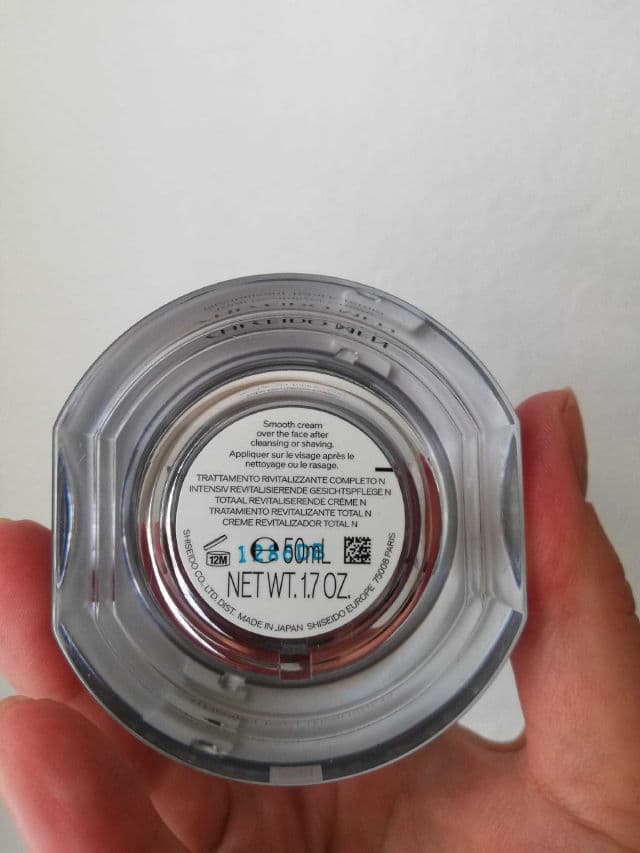 SHISEIDO MEN
Smooth cream
over the face after
cleansing or shaving.
Appliquer sur le visage après le
nettoyage ou le rasage.
TRATTAMENTO RIVITALIZZANTE COMPLETO N
INTENSIV REVITALISIERENDE GESICHTSPFLEGE N
TOTAAL REVITALISERENDE CRÈME N
TRATAMIENTO REVITALIZANTE TOTAL N
CREME REVITALIZADOR TOTAL N
12M
℮ 50mL
NET WT. 1.7 OZ.
SHISEIDO CO., LTD. DIST. MADE IN JAPAN SHISEIDO EUROPE 75008 PARIS